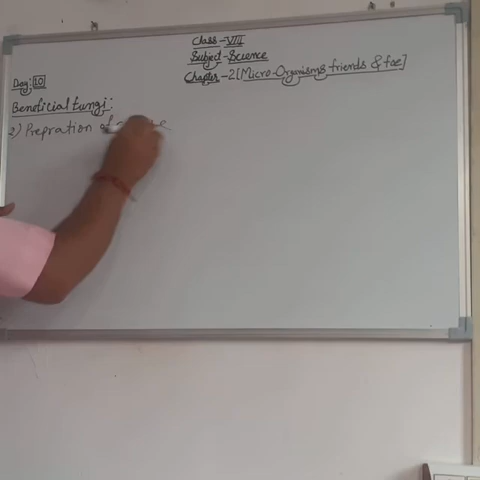 Class-VIII
Subject-Science
Chapter-2[Micro-Organisms friends & foe]
Day:10
Beneficial fungi:
2) Prepration of